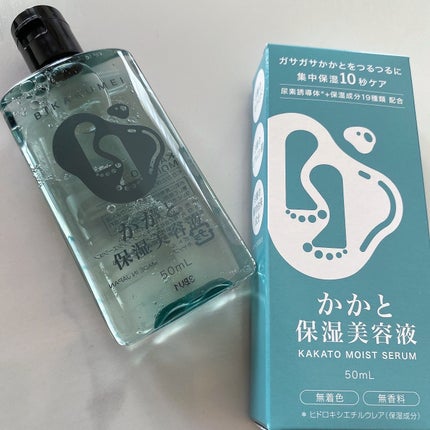 BIKATUMEI
かかと
保湿美容液
50mL
3BU1
ガサガサかかとをつるつるに
集中保湿10秒ケア
尿素誘導体*+保湿成分19種類 配合
かかと
保湿美容液
KAKATO MOIST SERUM
50mL
無着色
無香料
* ヒドロキシエチルウレア(保湿成分)